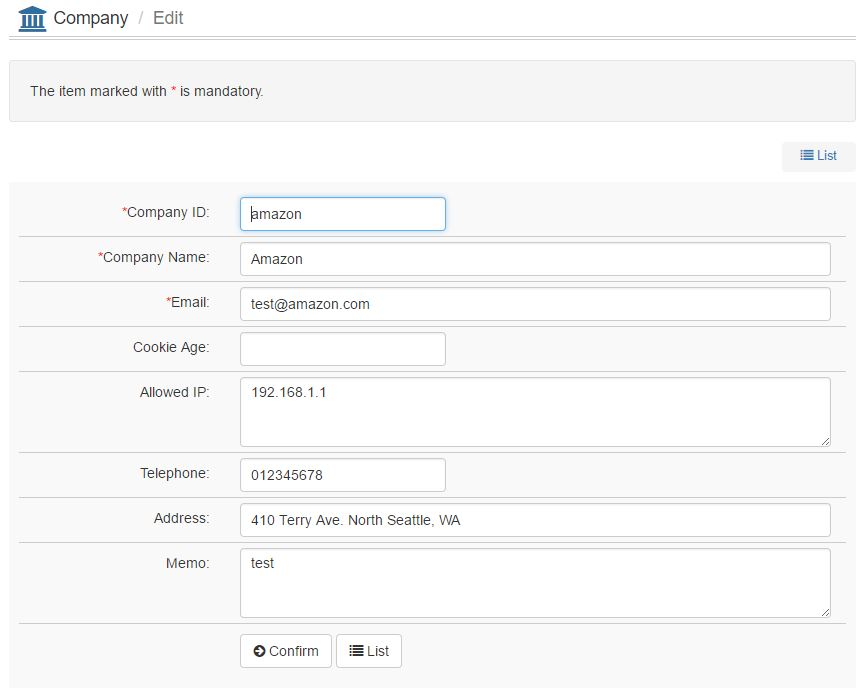 Company / Edit
The item marked with * is mandatory.
List
*Company ID: amazon
*Company Name: Amazon
*Email: test@amazon.com
Cookie Age:
Allowed IP: 192.168.1.1
Telephone: 012345678
Address: 410 Terry Ave. North Seattle, WA
Memo: test
Confirm List